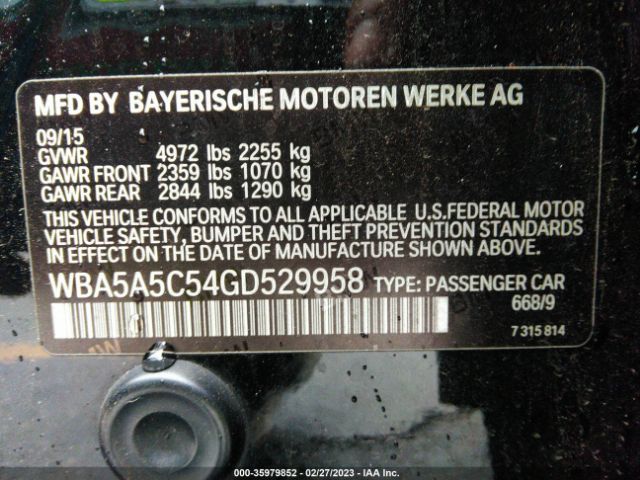 MFD BY BAYERISCHE MOTOREN WERKE AG
09/15
GVWR 4972 lbs 2255 kg
GAWR FRONT 2359 lbs 1070 kg
GAWR REAR 2844 lbs 1290 kg
THIS VEHICLE CONFORMS TO ALL APPLICABLE U.S.FEDERAL MOTOR
VEHICLE SAFETY, BUMPER AND THEFT PREVENTION STANDARDS
IN EFFECT ON THE DATE OF MANUFACTURE SHOWN ABOVE.
WBA5A5C54GD529958 TYPE: PASSENGER CAR
668/9
7 315 814
000-35979852 / 02/27/2023 - IAA Inc.